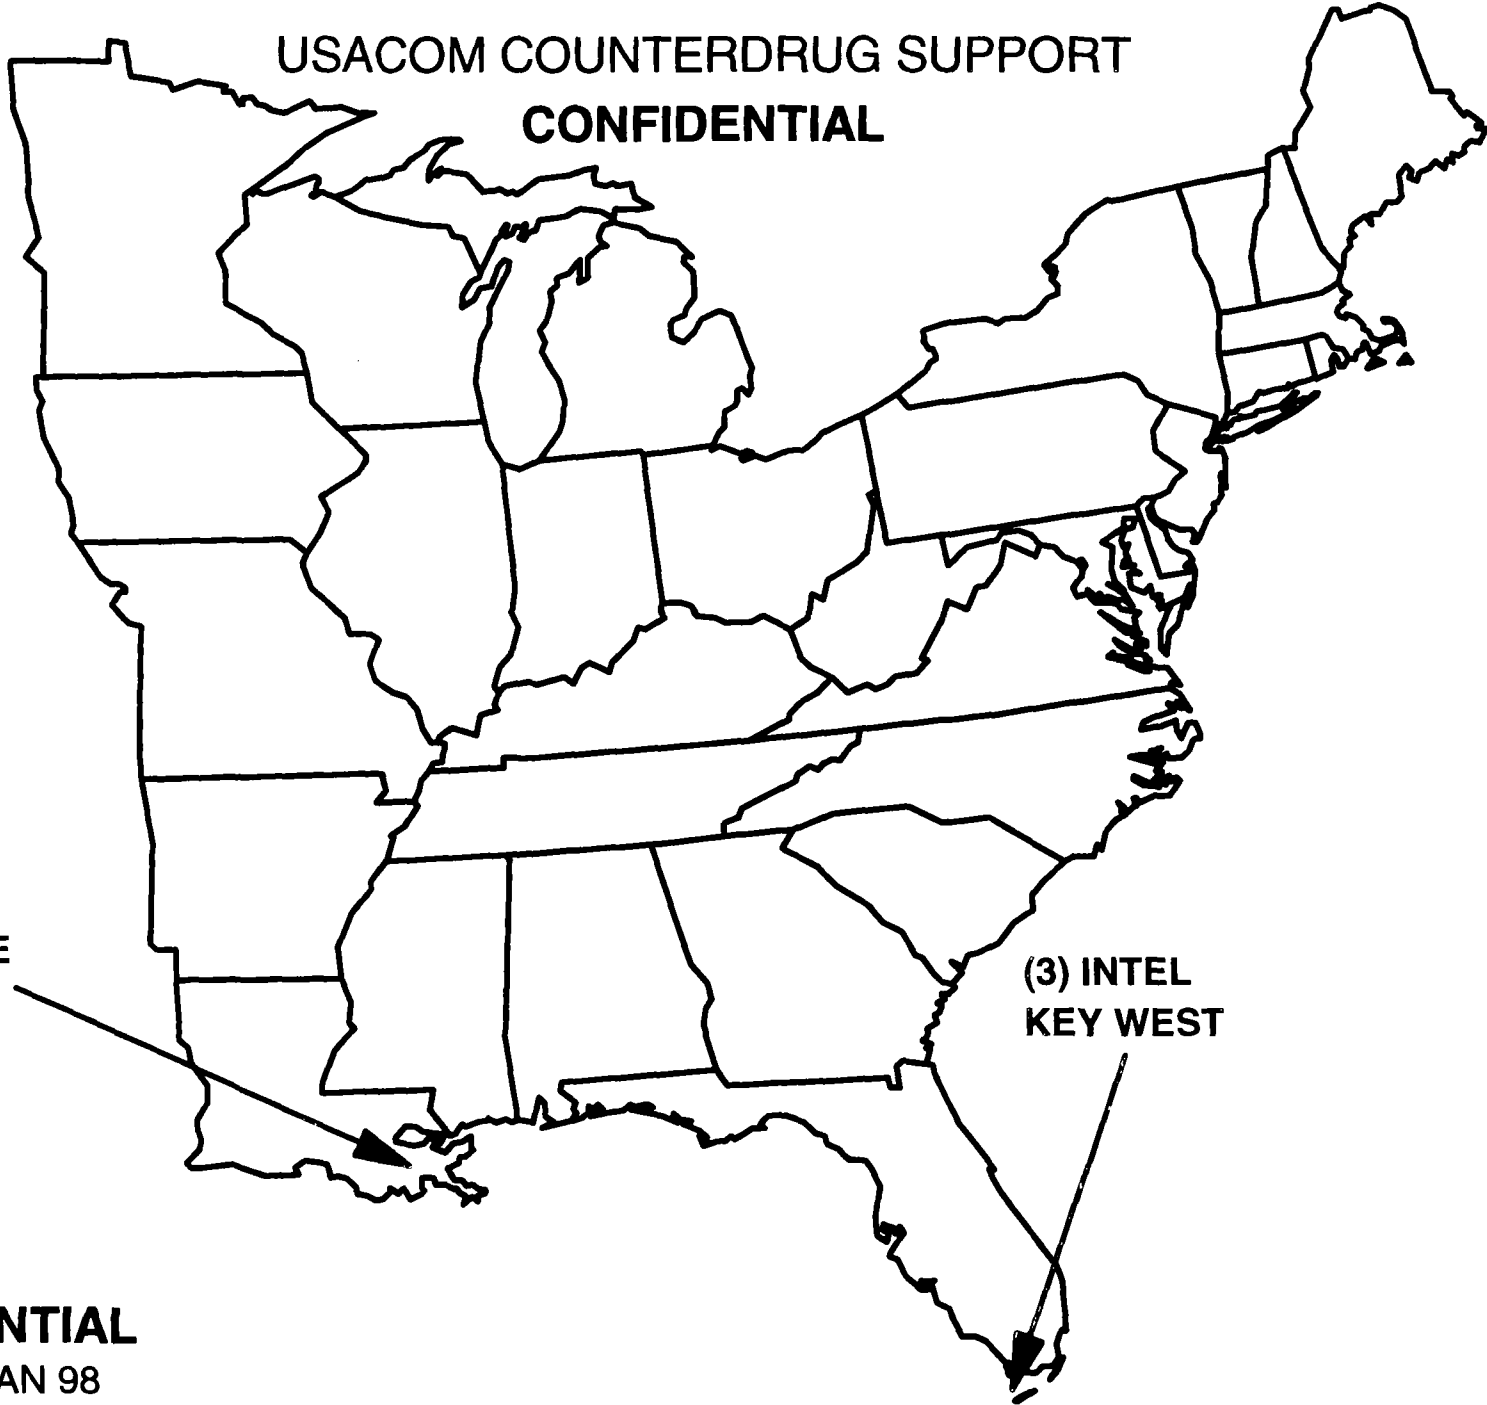 USACOM COUNTERDRUG SUPPORT
CONFIDENTIAL
E
(3) INTEL
KEY WEST
NTIAL
AN 98